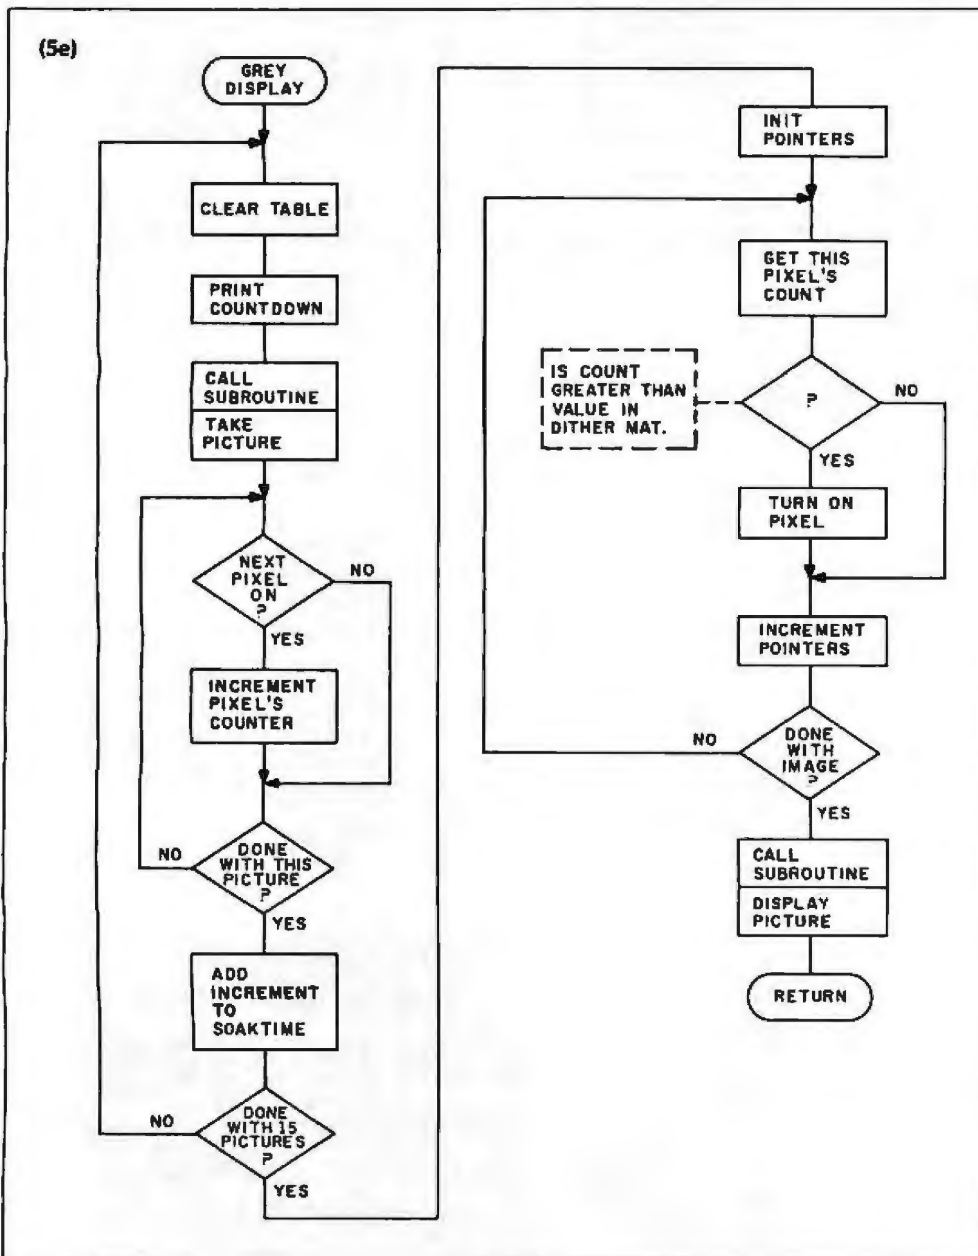 (5e)
GREY
DISPLAY
CLEAR TABLE
PRINT
COUNTDOWN
CALL
SUBROUTINE
TAKE
PICTURE
NEXT
PIXEL
ON
?
NO
YES
INCREMENT
PIXEL'S
COUNTER
DONE
WITH THIS
PICTURE
?
NO
YES
ADD
INCREMENT
TO
SOAKTIME
DONE
WITH 15
PICTURES
?
NO
YES
INIT
POINTERS
GET THIS
PIXEL'S
COUNT
IS COUNT
GREATER THAN
VALUE IN
DITHER MAT.
?
NO
YES
TURN ON
PIXEL
INCREMENT
POINTERS
DONE
WITH
IMAGE
?
NO
YES
CALL
SUBROUTINE
DISPLAY
PICTURE
RETURN